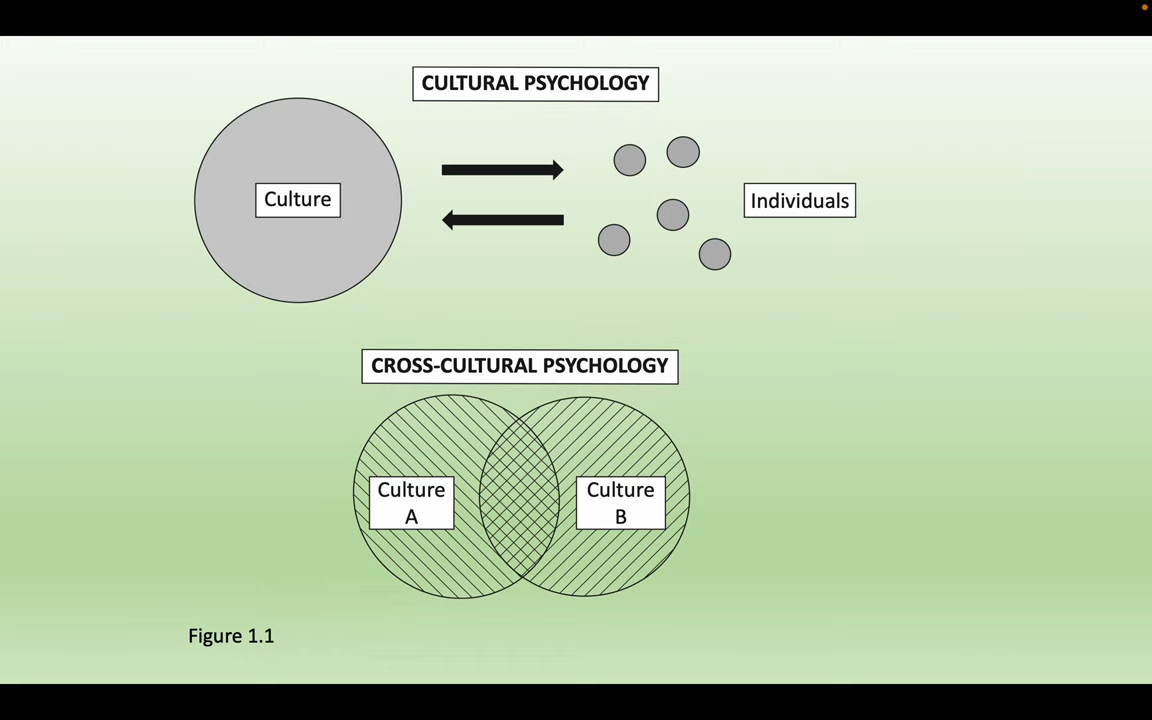 CULTURAL PSYCHOLOGY
Culture
Individuals
CROSS-CULTURAL PSYCHOLOGY
Culture
A
Culture
B
Figure 1.1